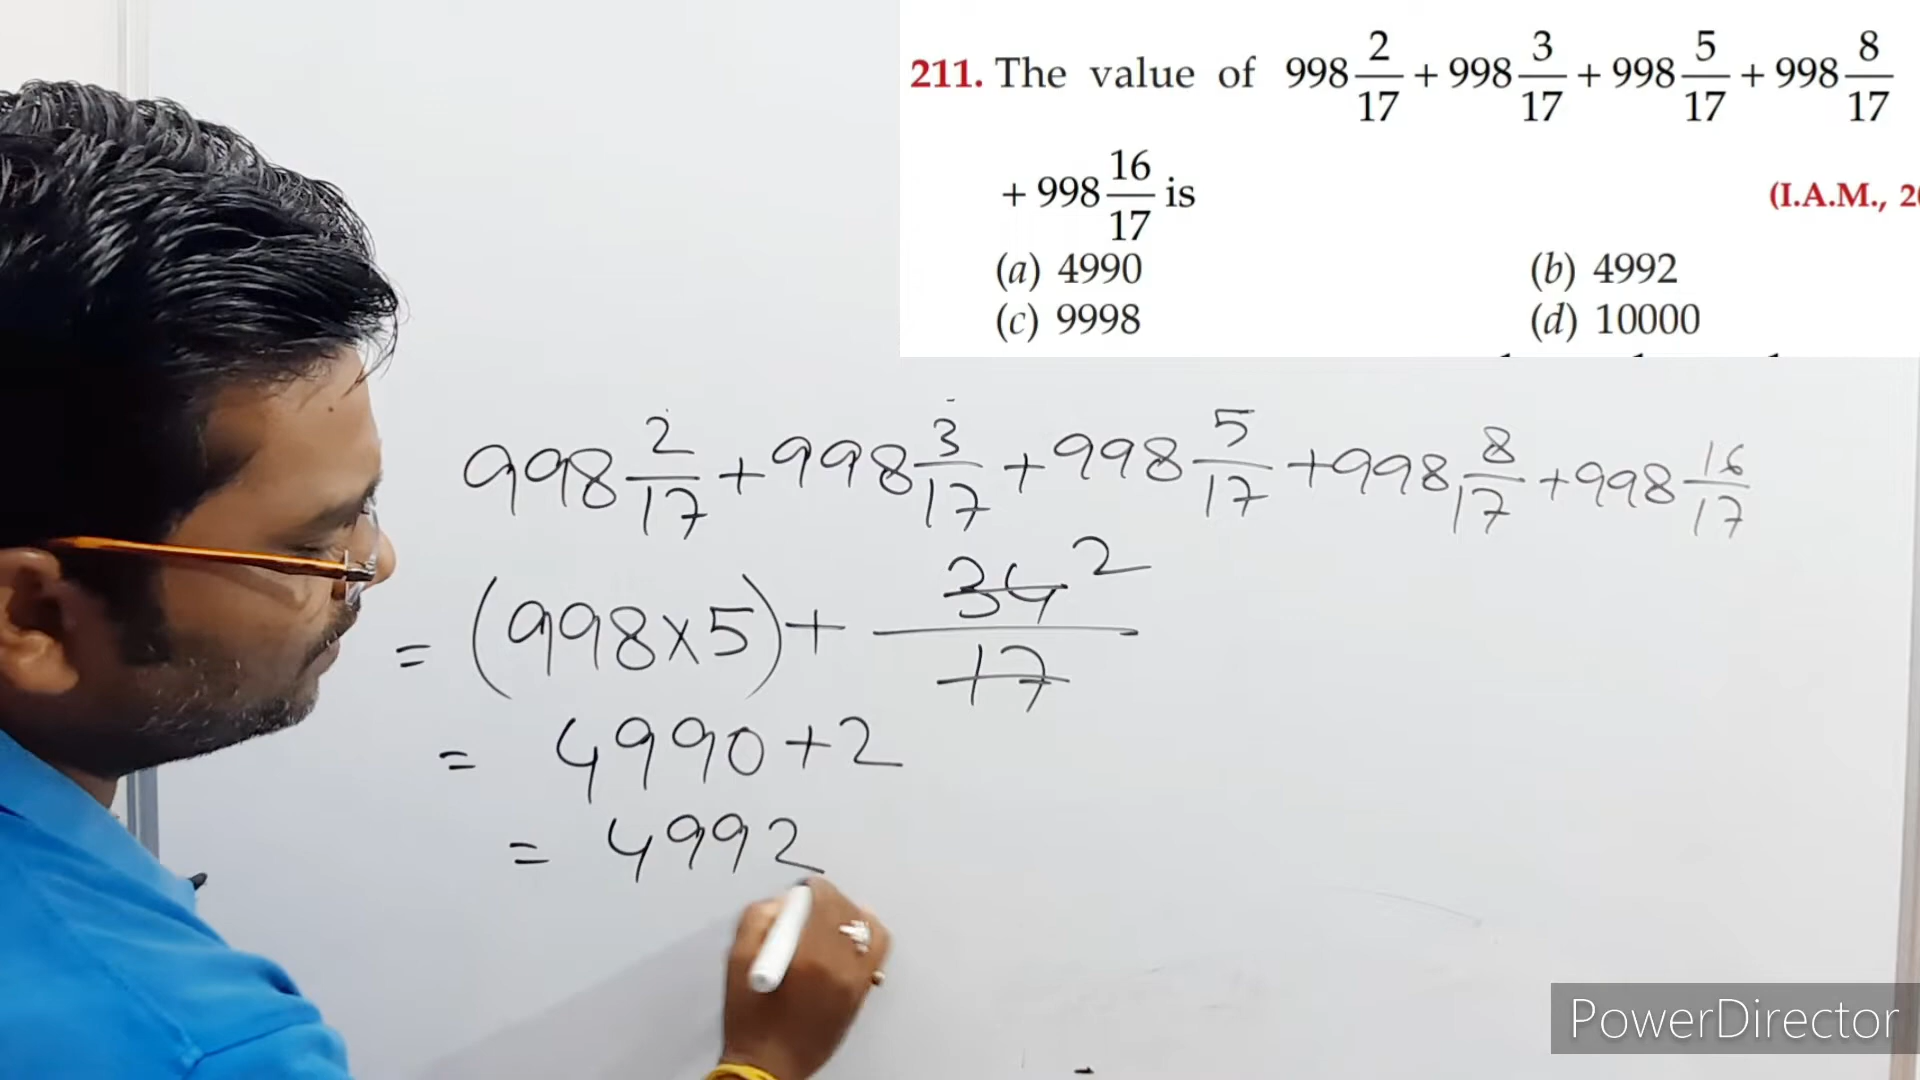 211. The value of 998 2/17 + 998 3/17 + 998 5/17 + 998 8/17
+ 998 16/17 is
(I.A.M., 20
(a) 4990 (b) 4992
(c) 9998 (d) 10000
998 2/17 + 998 3/17 + 998 5/17 + 998 8/17 + 998 16/17
= (998×5) + 34/17 2
= 4990+2
= 4992
PowerDirector